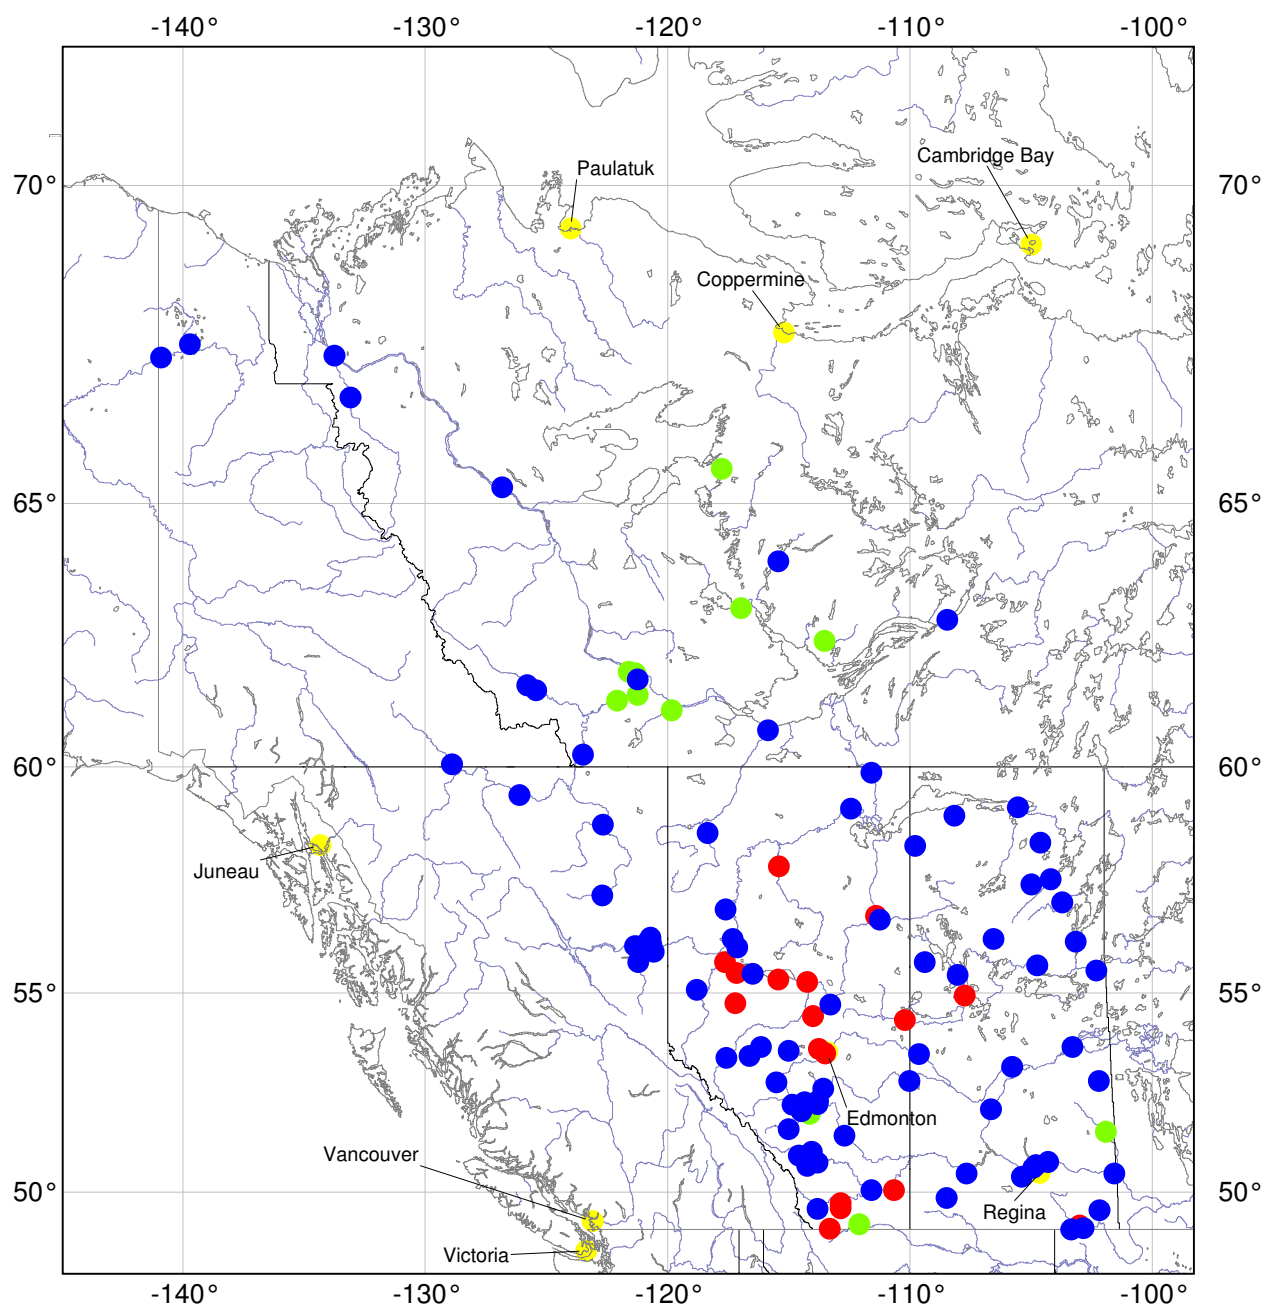 -140° -130° -120° -110° -100°
Cambridge Bay
Paulatuk
70° 70°
Coppermine
65° 65°
60° 60°
Juneau
55° 55°
Edmonton
Vancouver
50° 50°
Regina
Victoria
-140° -130° -120° -110° -100°